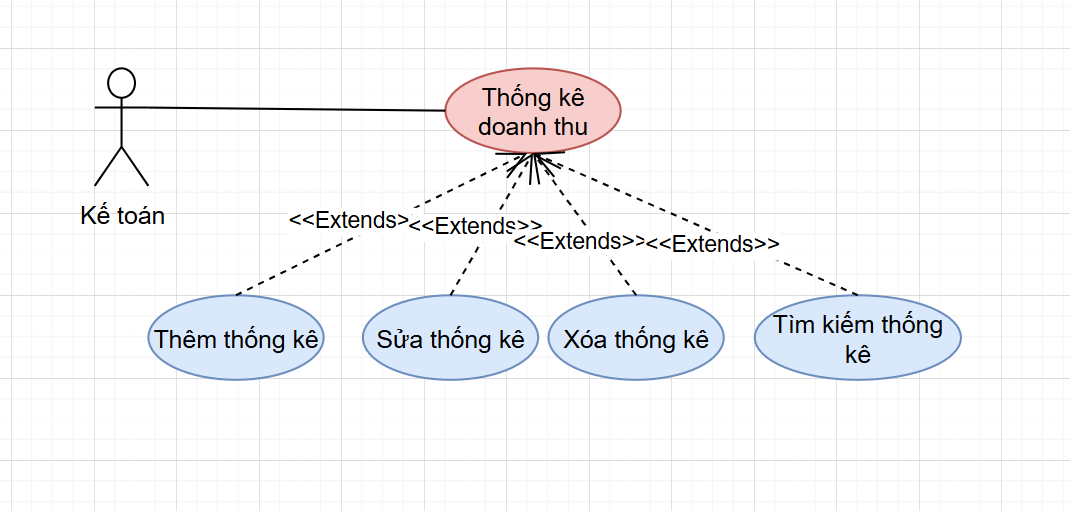 Thống kê
doanh thu
Kế toán
<<Extends>
<<Extends>>
<<Extends>>
<<Extends>>
Thêm thống kê
Sửa thống kê
Xóa thống kê
Tìm kiếm thống
kê